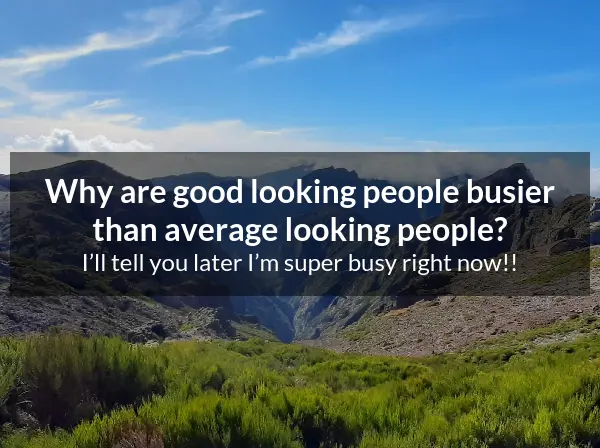 Why are good looking people busier
than average looking people?
I’ll tell you later I’m super busy right now!!